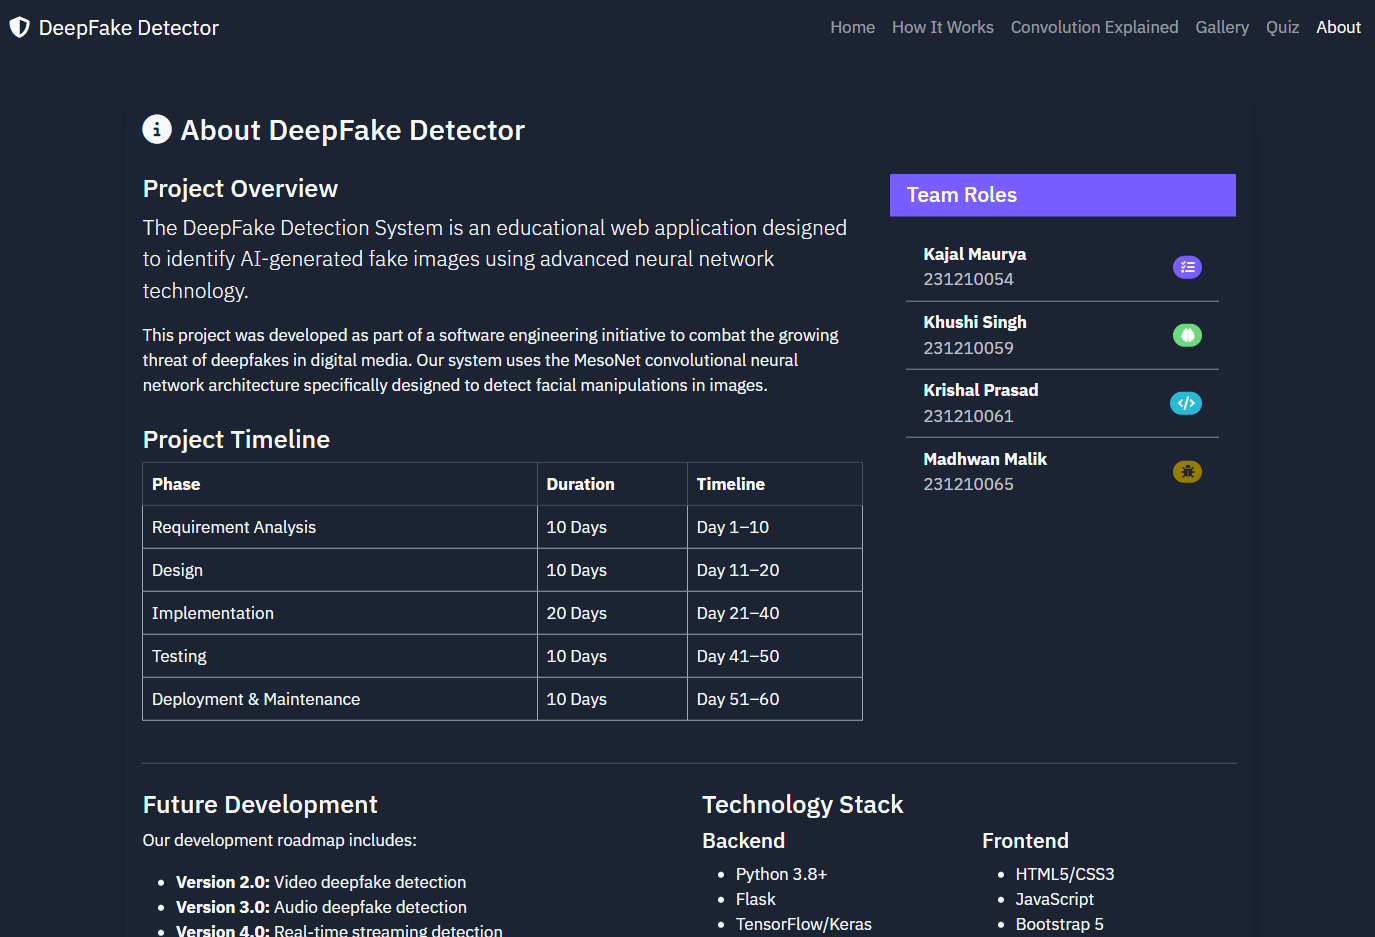 DeepFake Detector
Home How It Works Convolution Explained Gallery Quiz About
About DeepFake Detector
Project Overview
The DeepFake Detection System is an educational web application designed
to identify AI-generated fake images using advanced neural network
technology.
This project was developed as part of a software engineering initiative to combat the growing
threat of deepfakes in digital media. Our system uses the MesoNet convolutional neural
network architecture specifically designed to detect facial manipulations in images.
Project Timeline
Phase Duration Timeline
Requirement Analysis 10 Days Day 1–10
Design 10 Days Day 11–20
Implementation 20 Days Day 21–40
Testing 10 Days Day 41–50
Deployment & Maintenance 10 Days Day 51–60
Team Roles
Kajal Maurya
231210054
Khushi Singh
231210059
Krishal Prasad
231210061
Madhwan Malik
231210065
Future Development
Our development roadmap includes:
• Version 2.0: Video deepfake detection
• Version 3.0: Audio deepfake detection
• Version 4.0: Real-time streaming detection
Technology Stack
Backend
• Python 3.8+
• Flask
• TensorFlow/Keras
Frontend
• HTML5/CSS3
• JavaScript
• Bootstrap 5